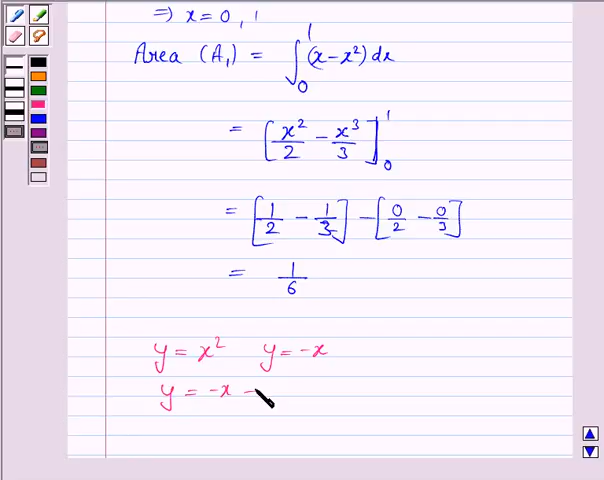 ⇒ x = 0, 1
Area (A₁) = ∫₀¹ (x - x²) dx
= [x²/2 - x³/3]₀¹
= [1/2 - 1/3] - [0/2 - 0/3]
= 1/6
y = x² y = -x
y = -x -